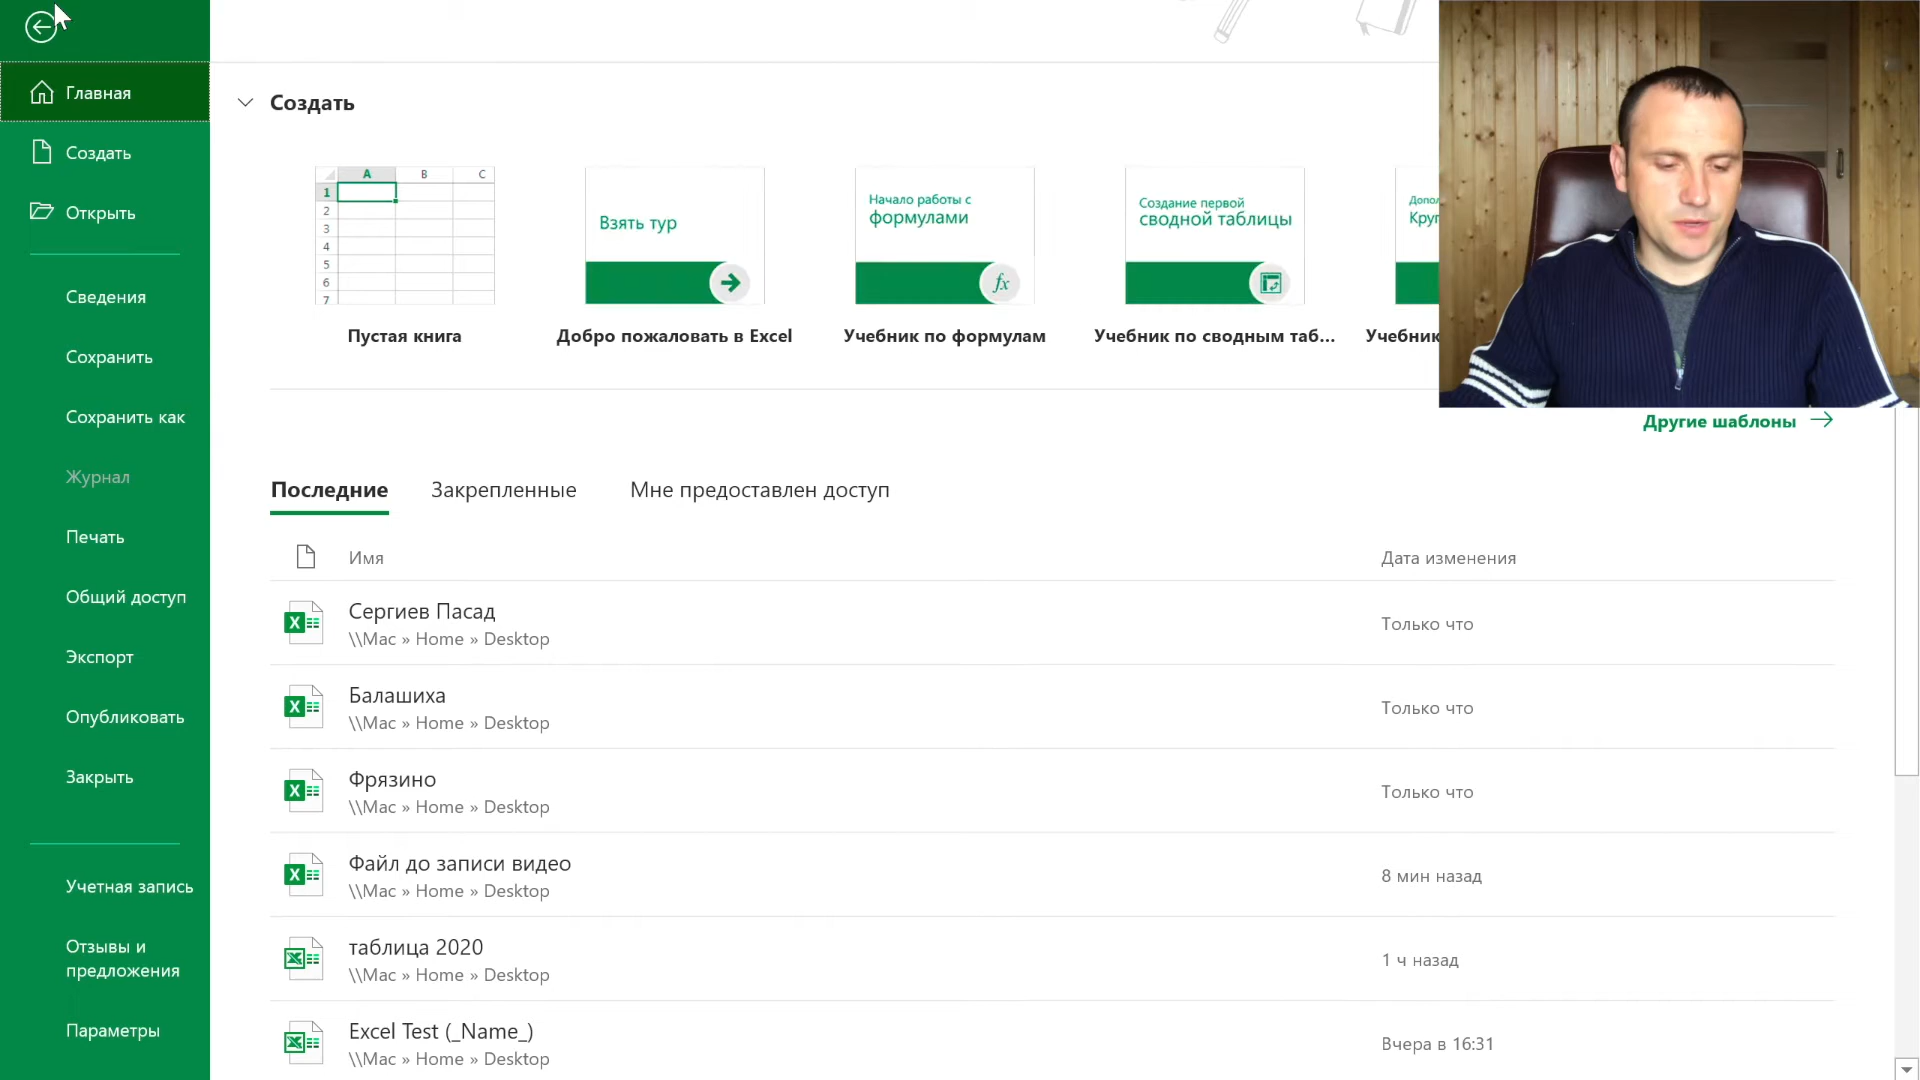 Главная
Создать
Открыть
Сведения
Сохранить
Сохранить как
Журнал
Печать
Общий доступ
Экспорт
Опубликовать
Закрыть
Учетная запись
Отзывы и
предложения
Параметры
Создать
A B C
1
2
3
4
5
6
7
Пустая книга
Взять тур
Добро пожаловать в Excel
Начало работы с
формулами
fx
Учебник по формулам
Создание первой
сводной таблицы
Учебник по сводным таб...
Учебник
Другие шаблоны
Последние Закрепленные Мне предоставлен доступ
Имя Дата изменения
Сергиев Пасад
\\Mac » Home » Desktop
Только что
Балашиха
\\Mac » Home » Desktop
Только что
Фрязино
\\Mac » Home » Desktop
Только что
Файл до записи видео
\\Mac » Home » Desktop
8 мин назад
таблица 2020
\\Mac » Home » Desktop
1 ч назад
Excel Test (_Name_)
\\Mac » Home » Desktop
Вчера в 16:31